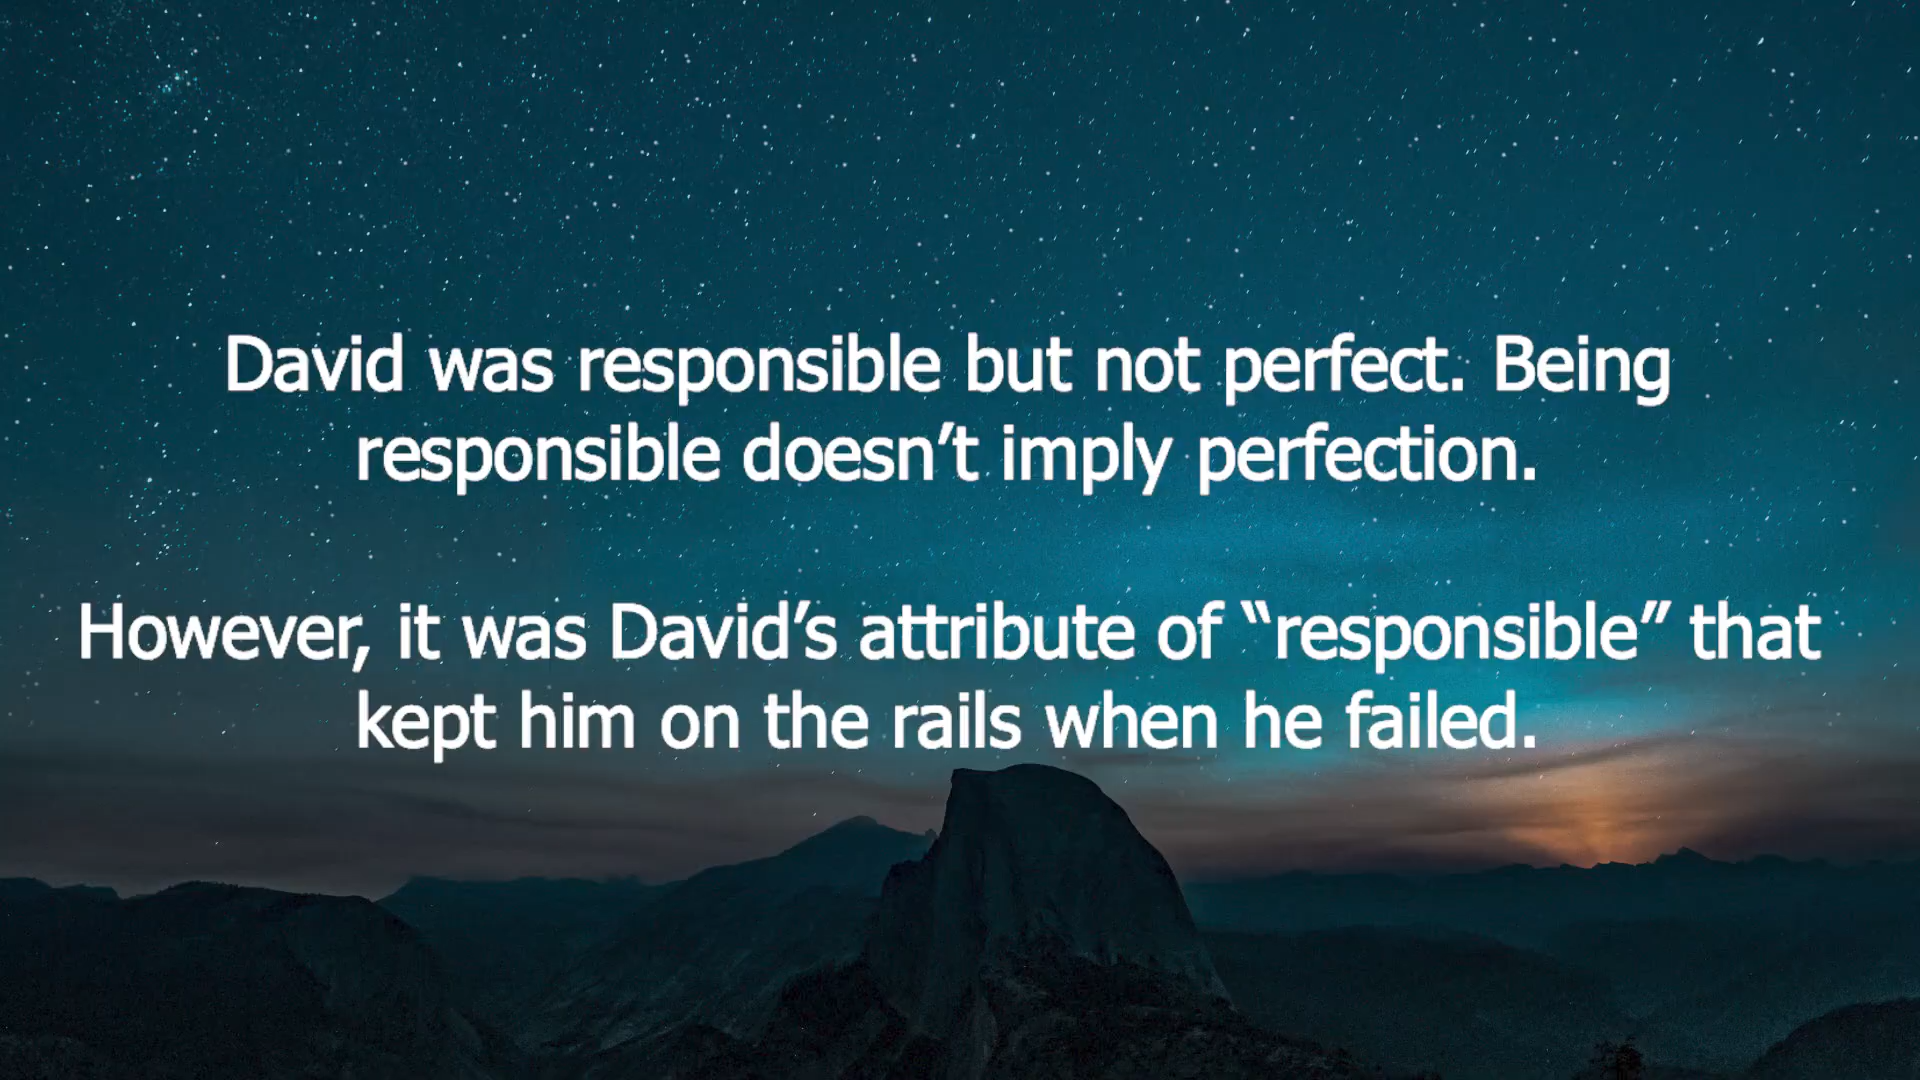 David was responsible but not perfect. Being
responsible doesn’t imply perfection.
However, it was David’s attribute of “responsible” that
kept him on the rails when he failed.